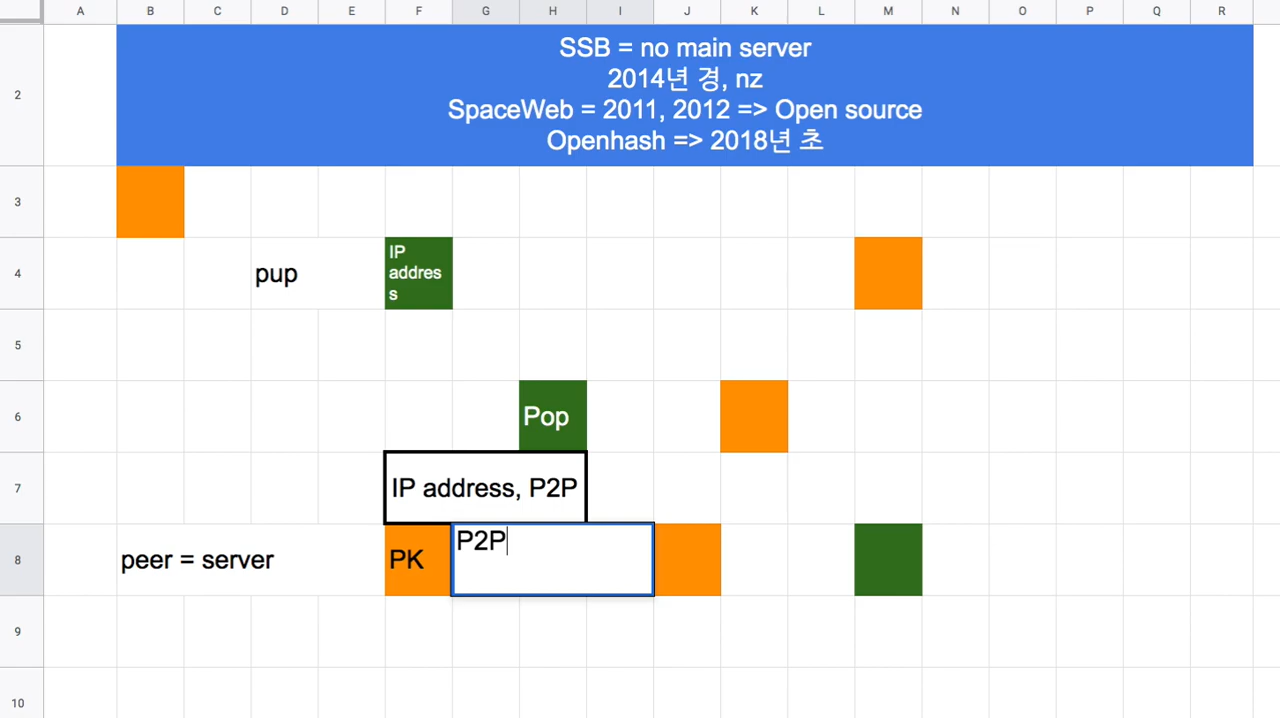 A B C D E F G H I J K L M N O P Q R
2
SSB = no main server
2014년 경, nz
SpaceWeb = 2011, 2012 => Open source
Openhash => 2018년 초
3
4
pup
IP
addres
s
5
6
Pop
7
IP address, P2P
8
peer = server
PK
P2P
9
10